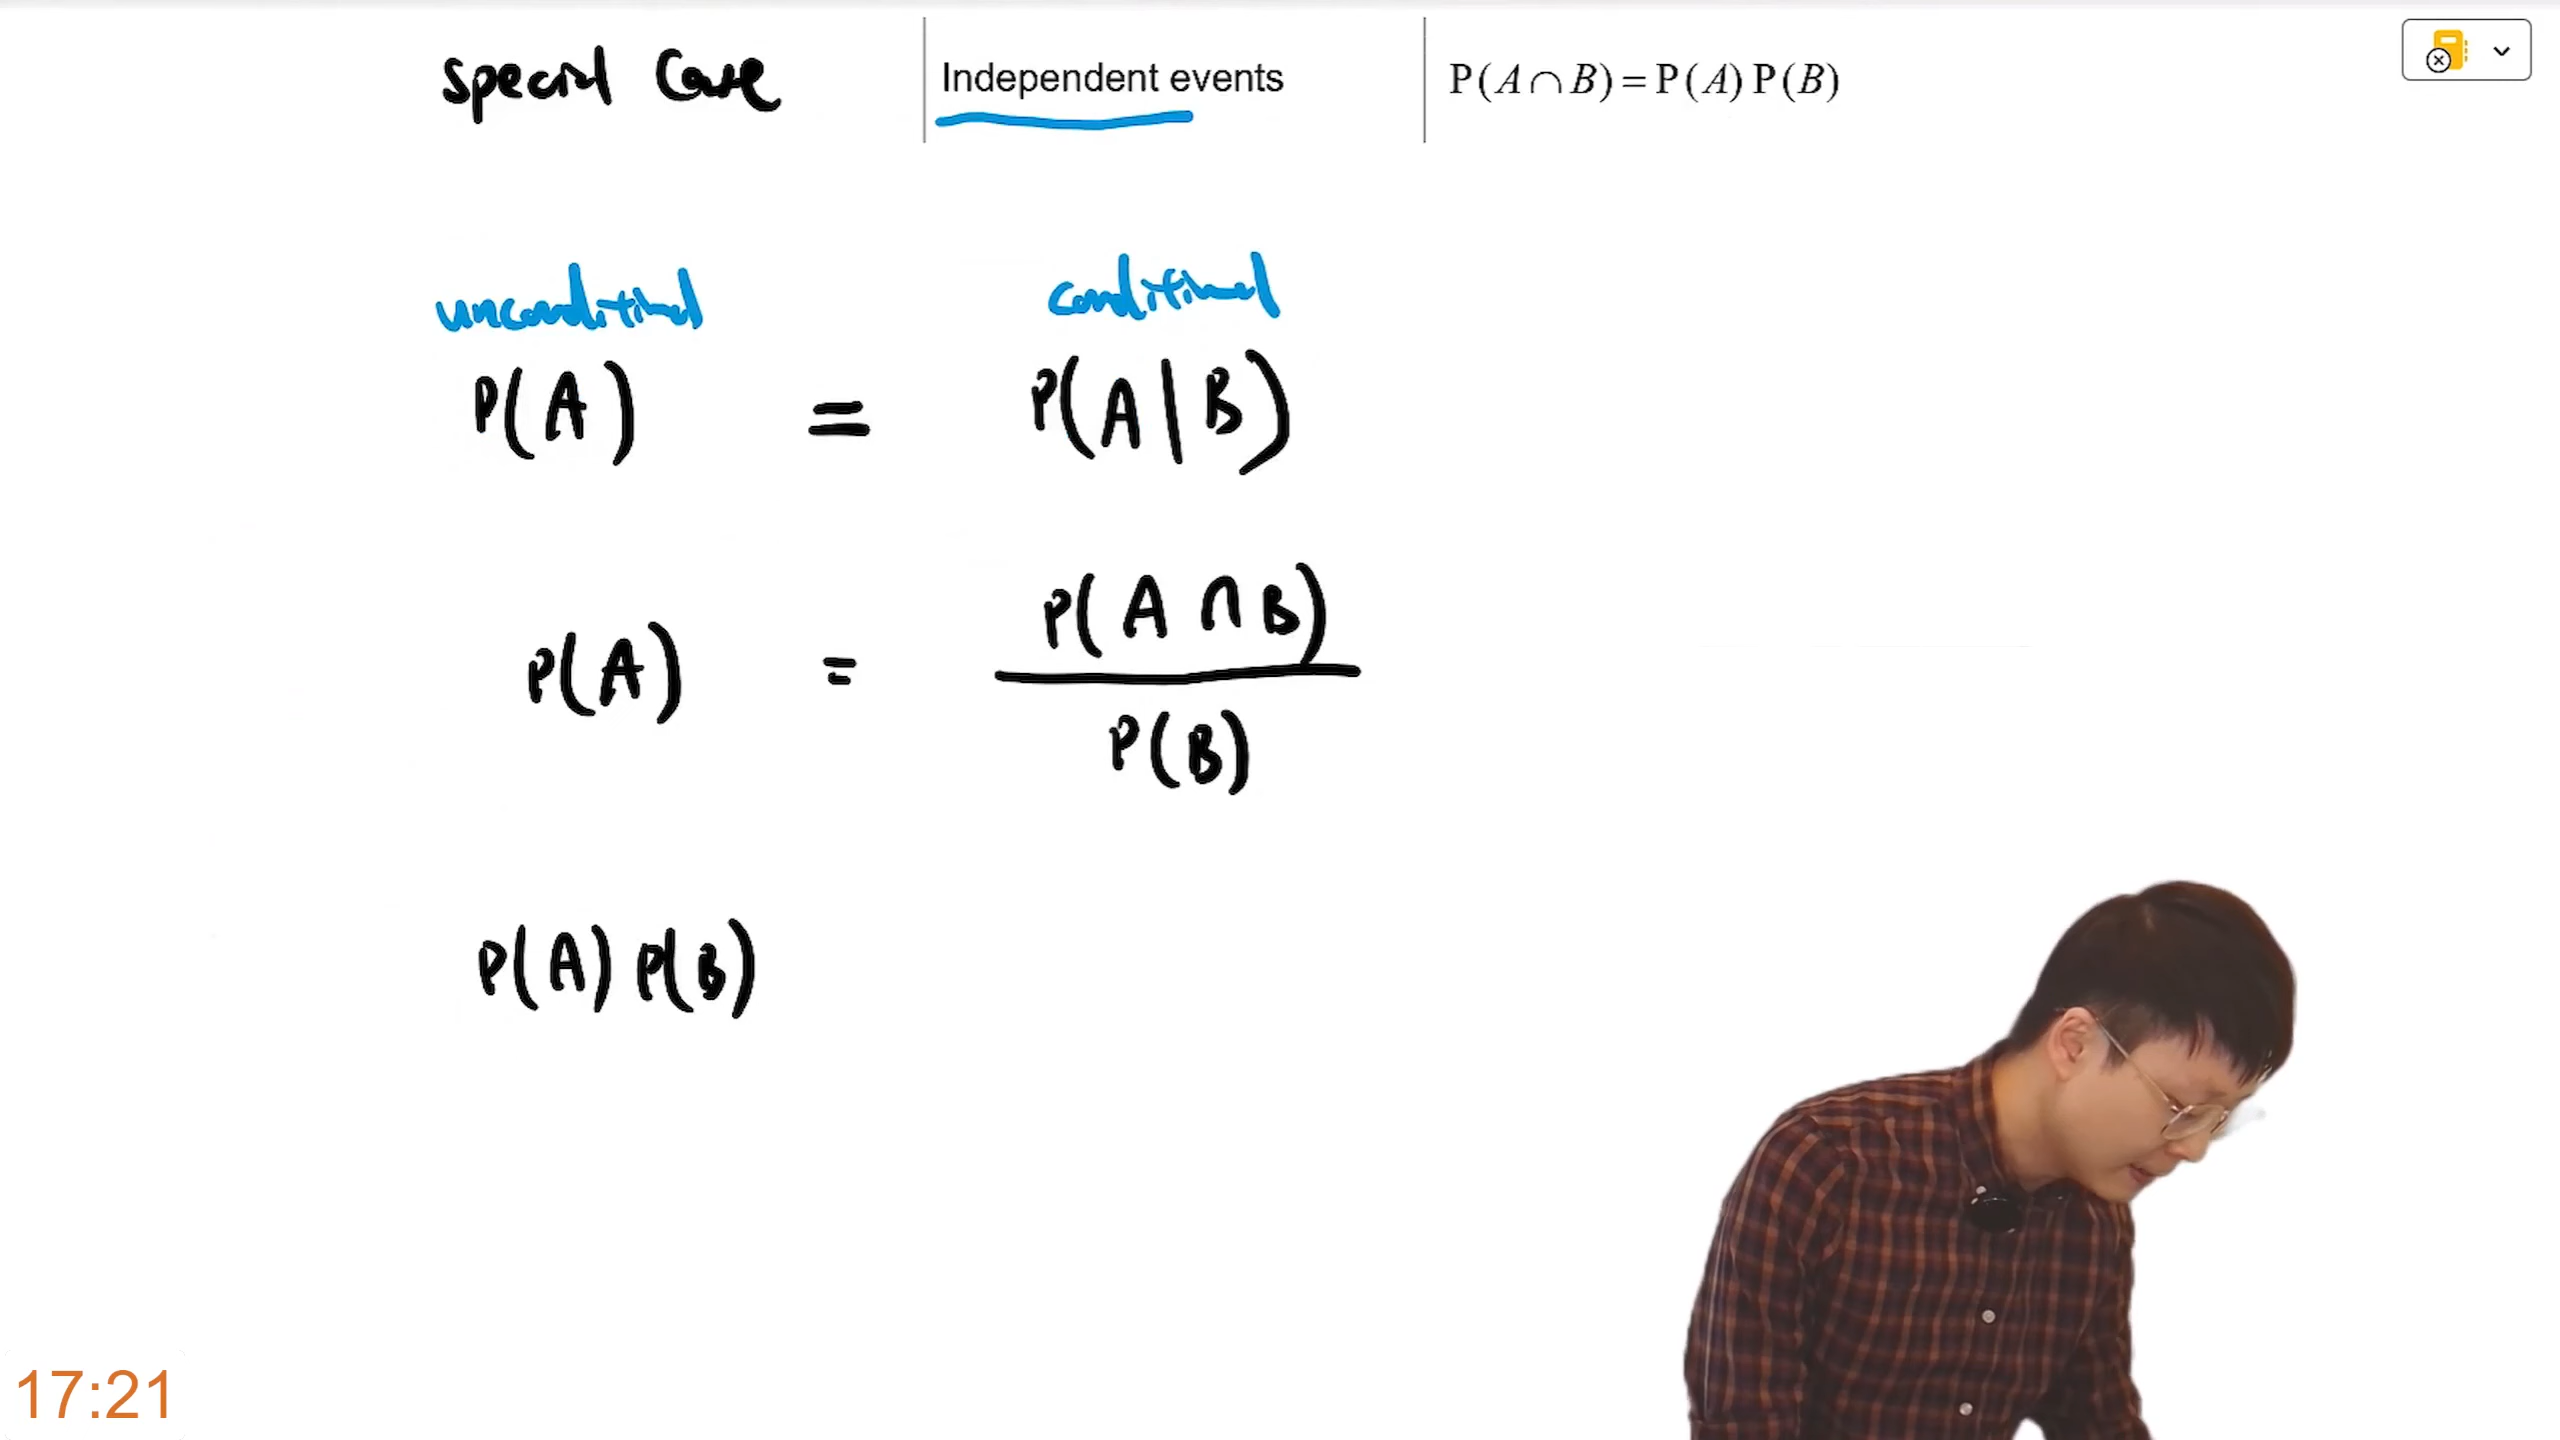 Special Case Independent events P(A∩B)=P(A)P(B)
unconditional conditional
P(A) = P(A|B)
P(A) = P(A∩B) / P(B)
P(A) P(B)
17:21